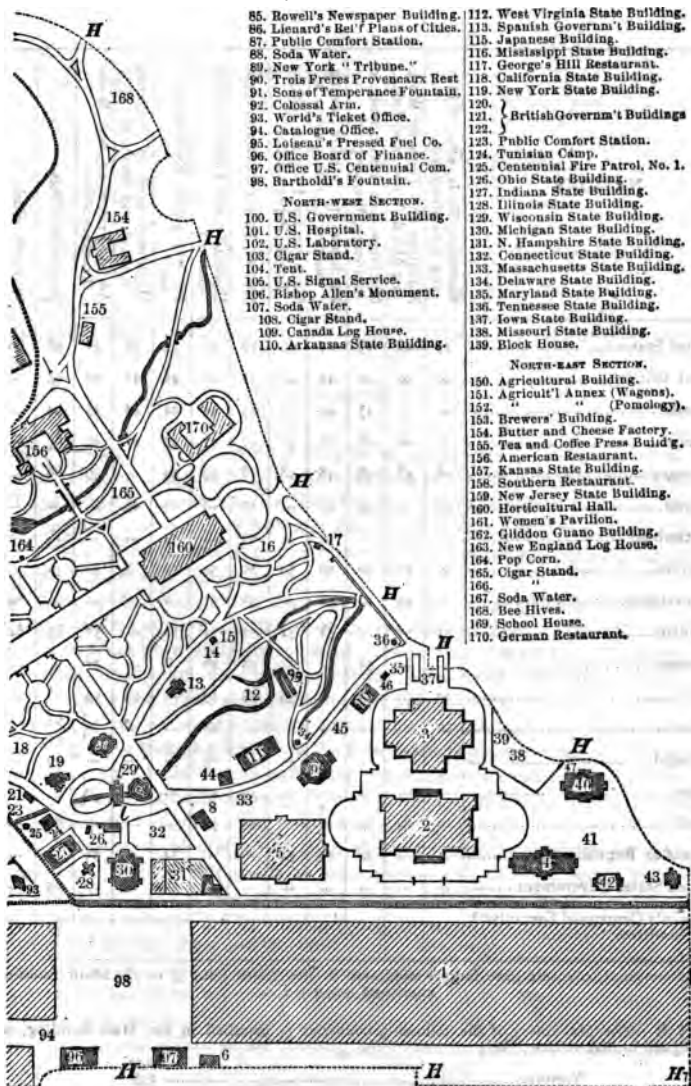 85. Rowell's Newspaper Building.
86. Lienard's Rel'f Plans of Cities.
87. Public Comfort Station.
88. Soda Water.
89. New York "Tribune."
90. Trois Freres Provencaux Rest
91. Sons of Temperance Fountain.
92. Colossal Arm.
93. World's Ticket Office.
94. Catalogue Office.
95. Loiseau's Pressed Fuel Co.
96. Office Board of Finance.
97. Office U.S. Centennial Com.
98. Bartholdi's Fountain.
NORTH-WEST SECTION.
100. U.S. Government Building.
101. U.S. Hospital.
102. U.S. Laboratory.
103. Cigar Stand.
104. Tent.
105. U.S. Signal Service.
106. Bishop Allen's Monument.
107. Soda Water.
108. Cigar Stand.
109. Canada Log House.
110. Arkansas State Building.
112. West Virginia State Building.
113. Spanish Governm't Building.
115. Japanese Building.
116. Mississippi State Building.
117. George's Hill Restaurant.
118. California State Building.
119. New York State Building.
120.
121. } British Governm't Buildings
122.
123. Public Comfort Station.
124. Tunisian Camp.
125. Centennial Fire Patrol, No. 1.
126. Ohio State Building.
127. Indiana State Building.
128. Illinois State Building.
129. Wisconsin State Building.
130. Michigan State Building.
131. N. Hampshire State Building.
132. Connecticut State Building.
133. Massachusetts State Building.
134. Delaware State Building.
135. Maryland State Building.
136. Tennessee State Building.
137. Iowa State Building.
138. Missouri State Building.
139. Block House.
NORTH-EAST SECTION.
150. Agricultural Building.
151. Agricult'l Annex (Wagons).
152. " " (Pomology).
153. Brewers' Building.
154. Butter and Cheese Factory.
155. Tea and Coffee Press Build'g.
156. American Restaurant.
157. Kansas State Building.
158. Southern Restaurant.
159. New Jersey State Building.
160. Horticultural Hall.
161. Women's Pavilion.
162. Gliddon Guano Building.
163. New England Log House.
164. Pop Corn.
165. Cigar Stand.
166. "
167. Soda Water.
168. Bee Hives.
169. School House.
170. German Restaurant.
H
168
154
H
155
170
156
165
H
164
160
16
17
H
15
14
36
H
13
12
99
35
37
46
45
3
39
38
H
18
19
29
44
33
47
40
21
23
8
2
41
25
26
32
5
4
42
43
93
28
30
31
98
1
94
96
97
6
H
H
H